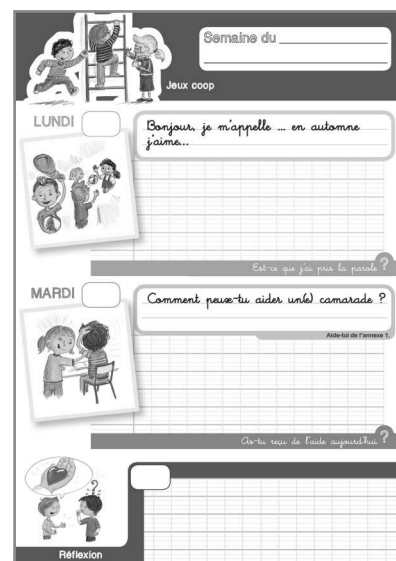 Semaine du
Jeux coop
LUNDI
Bonjour, je m'appelle ... en automne
j'aime...
Est-ce que j'ai pris la parole ?
MARDI
Comment peux-tu aider un(e) camarade ?
Aide-toi de l'annexe 1.
As-tu reçu de l'aide aujourd'hui ?
?
Réflexion